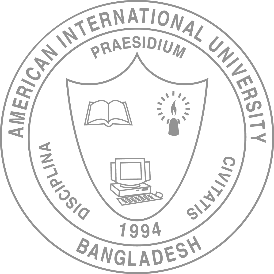 AMERICAN INTERNATIONAL UNIVERSITY
PRAESIDIUM
DISCIPLINA
CIVITATIS
1994
BANGLADESH